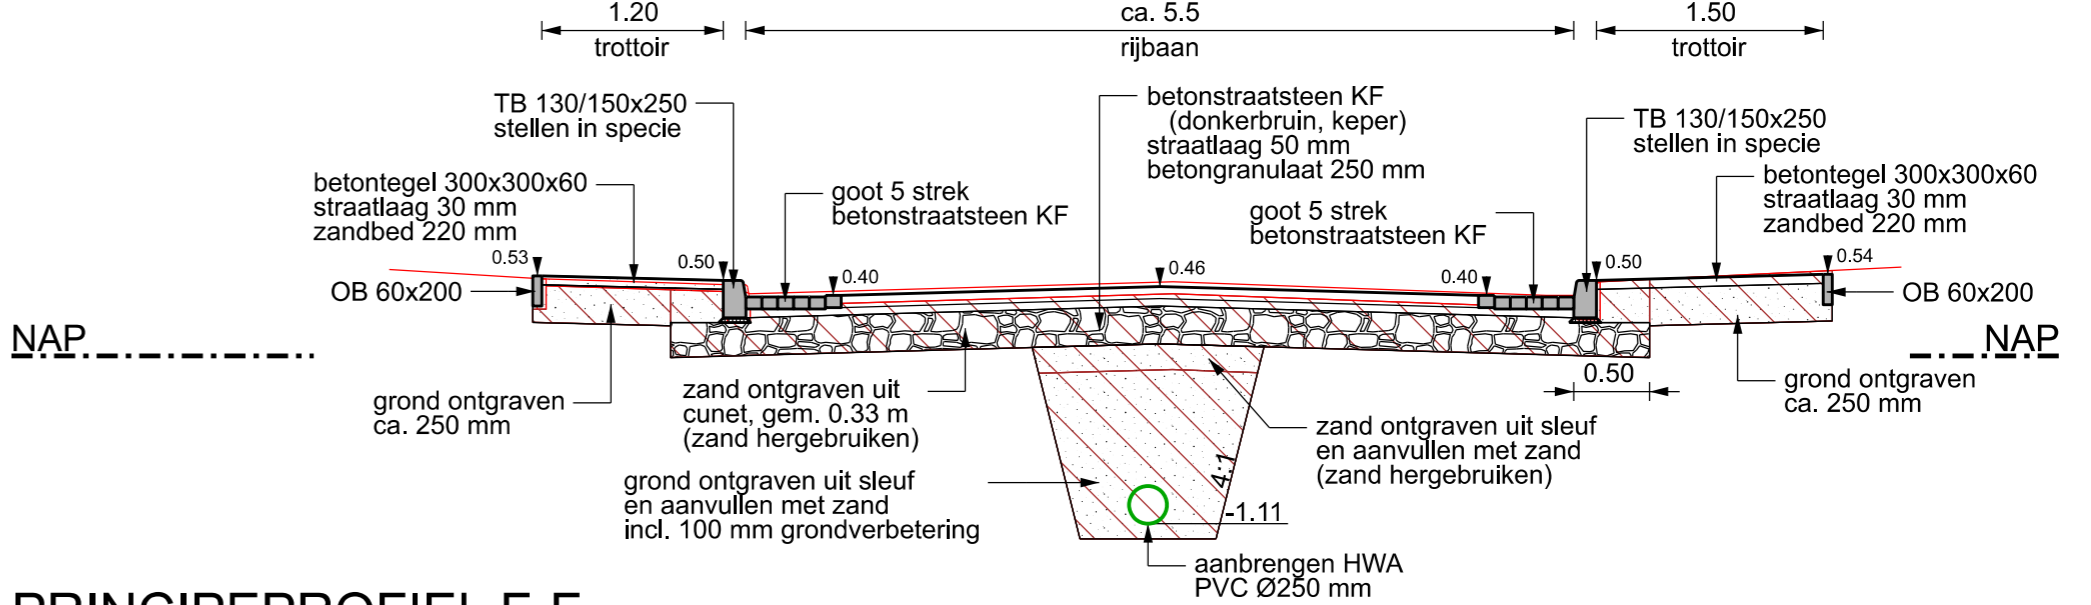 1.20
trottoir
ca. 5.5
rijbaan
1.50
trottoir
TB 130/150x250
stellen in specie
betonstraatsteen KF
(donkerbruin, keper)
straatlaag 50 mm
betongranulaat 250 mm
TB 130/150x250
stellen in specie
betontegel 300x300x60
straatlaag 30 mm
zandbed 220 mm
goot 5 strek
betonstraatsteen KF
goot 5 strek
betonstraatsteen KF
betontegel 300x300x60
straatlaag 30 mm
zandbed 220 mm
0.53
0.50
0.40
0.46
0.40
0.50
0.54
OB 60x200
OB 60x200
NAP
NAP
grond ontgraven
ca. 250 mm
zand ontgraven uit
cunet, gem. 0.33 m
(zand hergebruiken)
0.50
grond ontgraven
ca. 250 mm
zand ontgraven uit sleuf
en aanvullen met zand
(zand hergebruiken)
grond ontgraven uit sleuf
en aanvullen met zand
incl. 100 mm grondverbetering
4:1
-1.11
aanbrengen HWA
PVC Ø250 mm
PRINCIPEPROFIEL